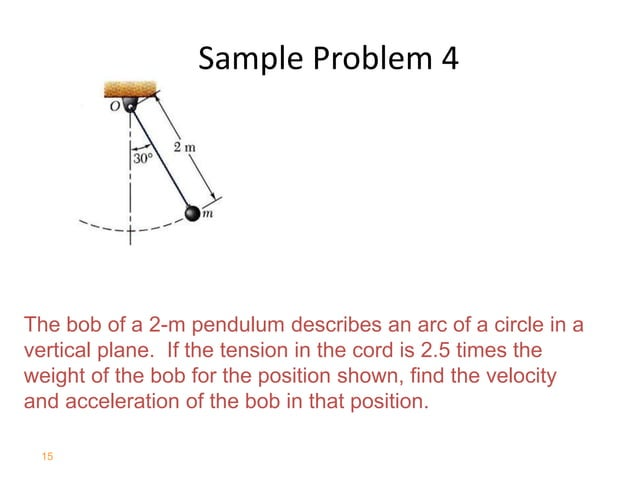 Sample Problem 4
O
2 m
30°
m
The bob of a 2-m pendulum describes an arc of a circle in a
vertical plane.  If the tension in the cord is 2.5 times the
weight of the bob for the position shown, find the velocity
and acceleration of the bob in that position.
15